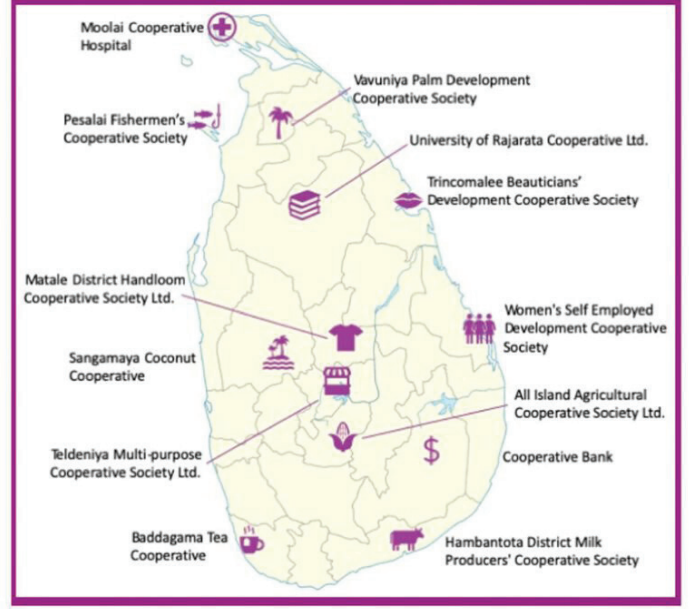 Moolai Cooperative
Hospital
Vavuniya Palm Development
Cooperative Society
Pesalai Fishermen's
Cooperative Society
University of Rajarata Cooperative Ltd.
Trincomalee Beauticians'
Development Cooperative Society
Matale District Handloom
Cooperative Society Ltd.
Women's Self Employed
Development Cooperative
Society
Sangamaya Coconut
Cooperative
All Island Agricultural
Cooperative Society Ltd.
Teldeniya Multi-purpose
Cooperative Society Ltd.
$
Cooperative Bank
Baddagama Tea
Cooperative
Hambantota District Milk
Producers' Cooperative Society